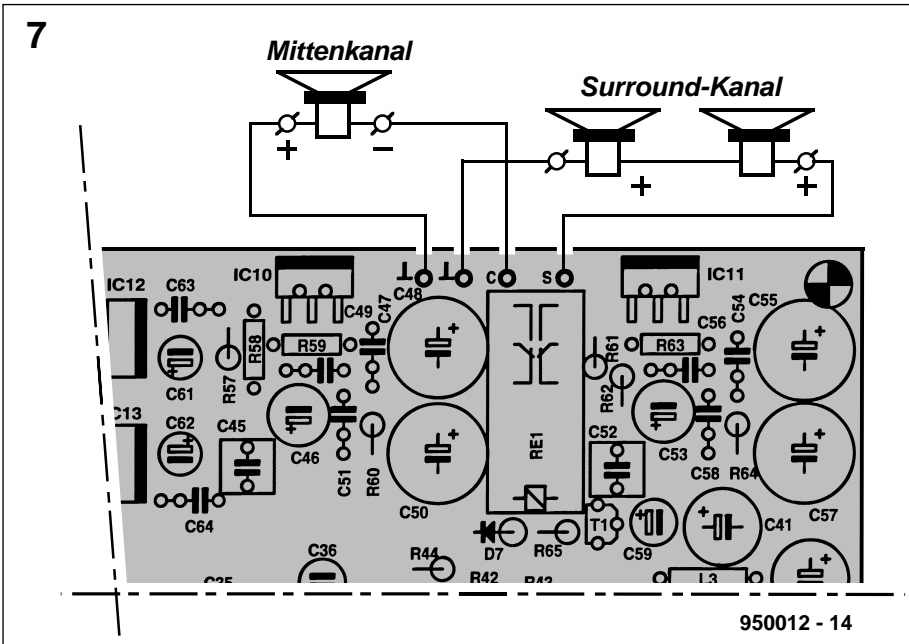 7
Mittenkanal
Surround-Kanal
+ −
+ +
⊥ ⊥ C S
IC12 C63 IC10 C49 C47 C48 IC11 C56 C54 C55
R58 R59 R61 R63
R57 R62
C61
C13 C62 C45 C46 C51 R60 RE1 C52 C53 C58 R64
C50 C57
C64 T1 C59 C41
C36 R44 D7 R65
R42 L3
950012 - 14